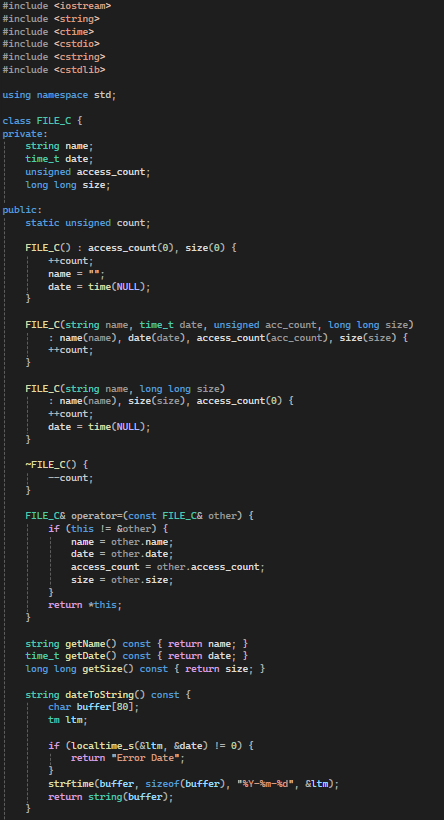 #include <iostream>
#include <string>
#include <ctime>
#include <cstdio>
#include <cstring>
#include <cstdlib>

using namespace std;

class FILE_C {
private:
    string name;
    time_t date;
    unsigned access_count;
    long long size;

public:
    static unsigned count;

    FILE_C() : access_count(0), size(0) {
        ++count;
        name = "";
        date = time(NULL);
    }

    FILE_C(string name, time_t date, unsigned acc_count, long long size)
        : name(name), date(date), access_count(acc_count), size(size) {
        ++count;
    }

    FILE_C(string name, long long size)
        : name(name), size(size), access_count(0) {
        ++count;
        date = time(NULL);
    }

    ~FILE_C() {
        --count;
    }

    FILE_C& operator=(const FILE_C& other) {
        if (this != &other) {
            name = other.name;
            date = other.date;
            access_count = other.access_count;
            size = other.size;
        }
        return *this;
    }

    string getName() const { return name; }
    time_t getDate() const { return date; }
    long long getSize() const { return size; }

    string dateToString() const {
        char buffer[80];
        tm ltm;

        if (localtime_s(&ltm, &date) != 0) {
            return "Error Date";
        }
        strftime(buffer, sizeof(buffer), "%Y-%m-%d", &ltm);
        return string(buffer);
    }